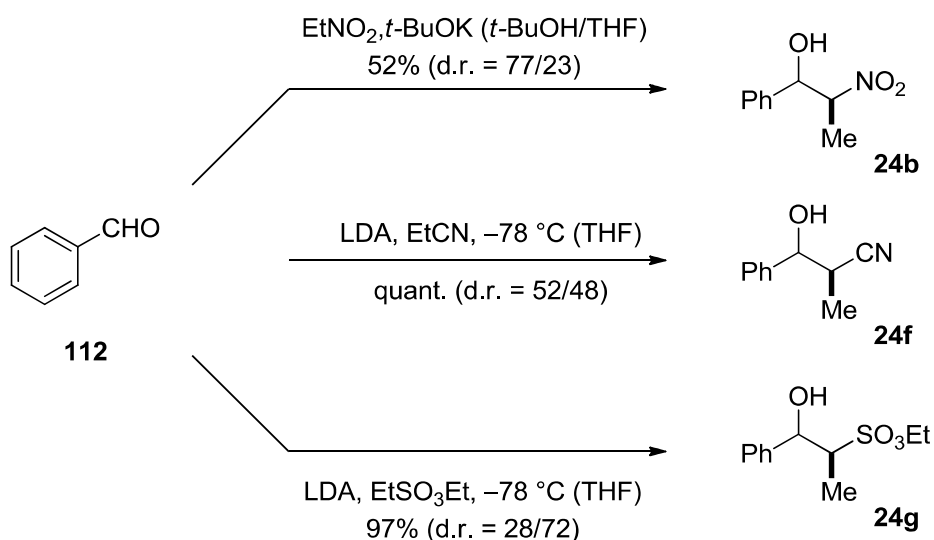 EtNO2,t-BuOK (t-BuOH/THF)
52% (d.r. = 77/23)
OH
Ph
NO2
Me
24b
CHO
112
LDA, EtCN, –78 °C (THF)
quant. (d.r. = 52/48)
OH
Ph
CN
Me
24f
LDA, EtSO3Et, –78 °C (THF)
97% (d.r. = 28/72)
OH
Ph
SO3Et
Me
24g